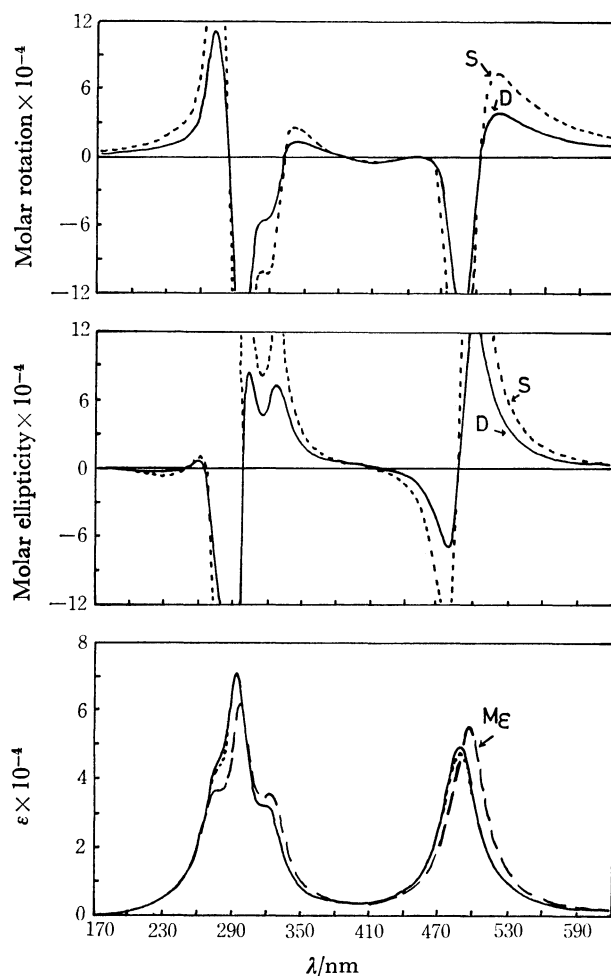 Molar rotation × 10⁻⁴
12
6
0
−6
−12
S
D
Molar ellipticity × 10⁻⁴
12
6
0
−6
−12
S
D
ε × 10⁻⁴
8
6
4
2
0
Mε
170 230 290 350 410 470 530 590
λ/nm